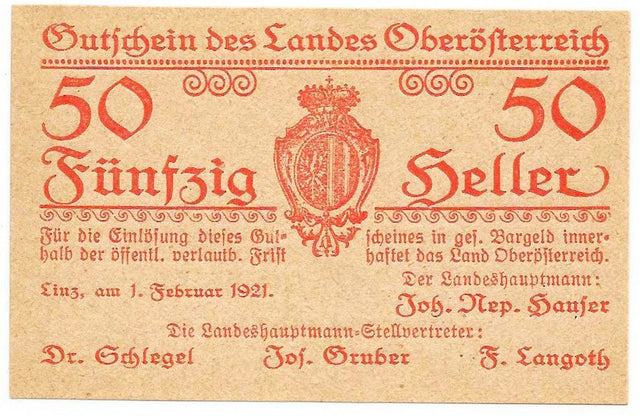 Gutschein des Landes Oberösterreich
50 50
Fünfzig Heller
Für die Einlösung dieses Gut= scheines in ges. Bargeld inner=
halb der öffentl. verlautb. Frist haftet das Land Oberösterreich.
Der Landeshauptmann:
Linz, am 1. Februar 1921.
Joh. Nep. Hauser
Die Landeshauptmann=Stellvertreter:
Dr. Schlegel Jos. Gruber F. Langoth